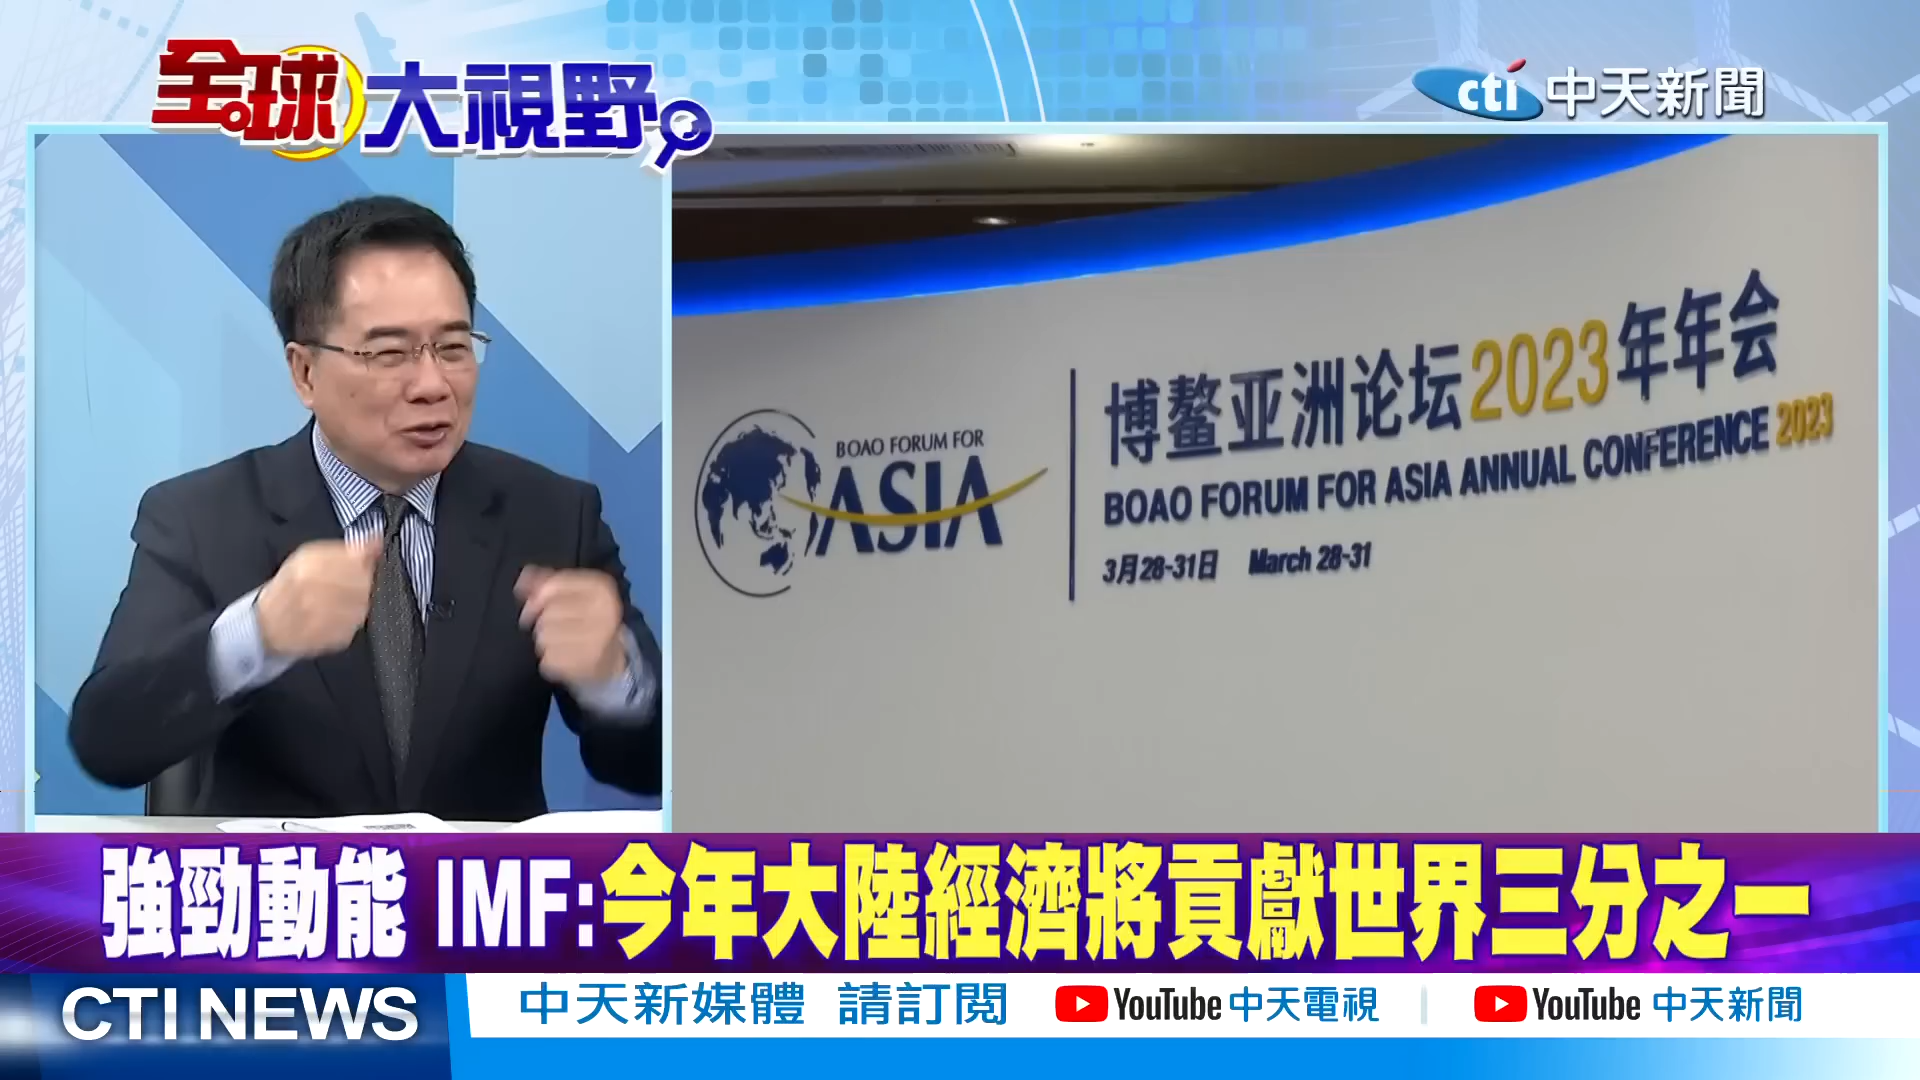 全球大視野
cti 中天新聞
BOAO FORUM FOR
ASIA
博鳌亚洲论坛2023年年会
BOAO FORUM FOR ASIA ANNUAL CONFERENCE 2023
3月28-31日 March 28-31
強勁動能 IMF:今年大陸經濟將貢獻世界三分之一
CTI NEWS
中天新媒體 請訂閱 YouTube 中天電視 | YouTube 中天新聞